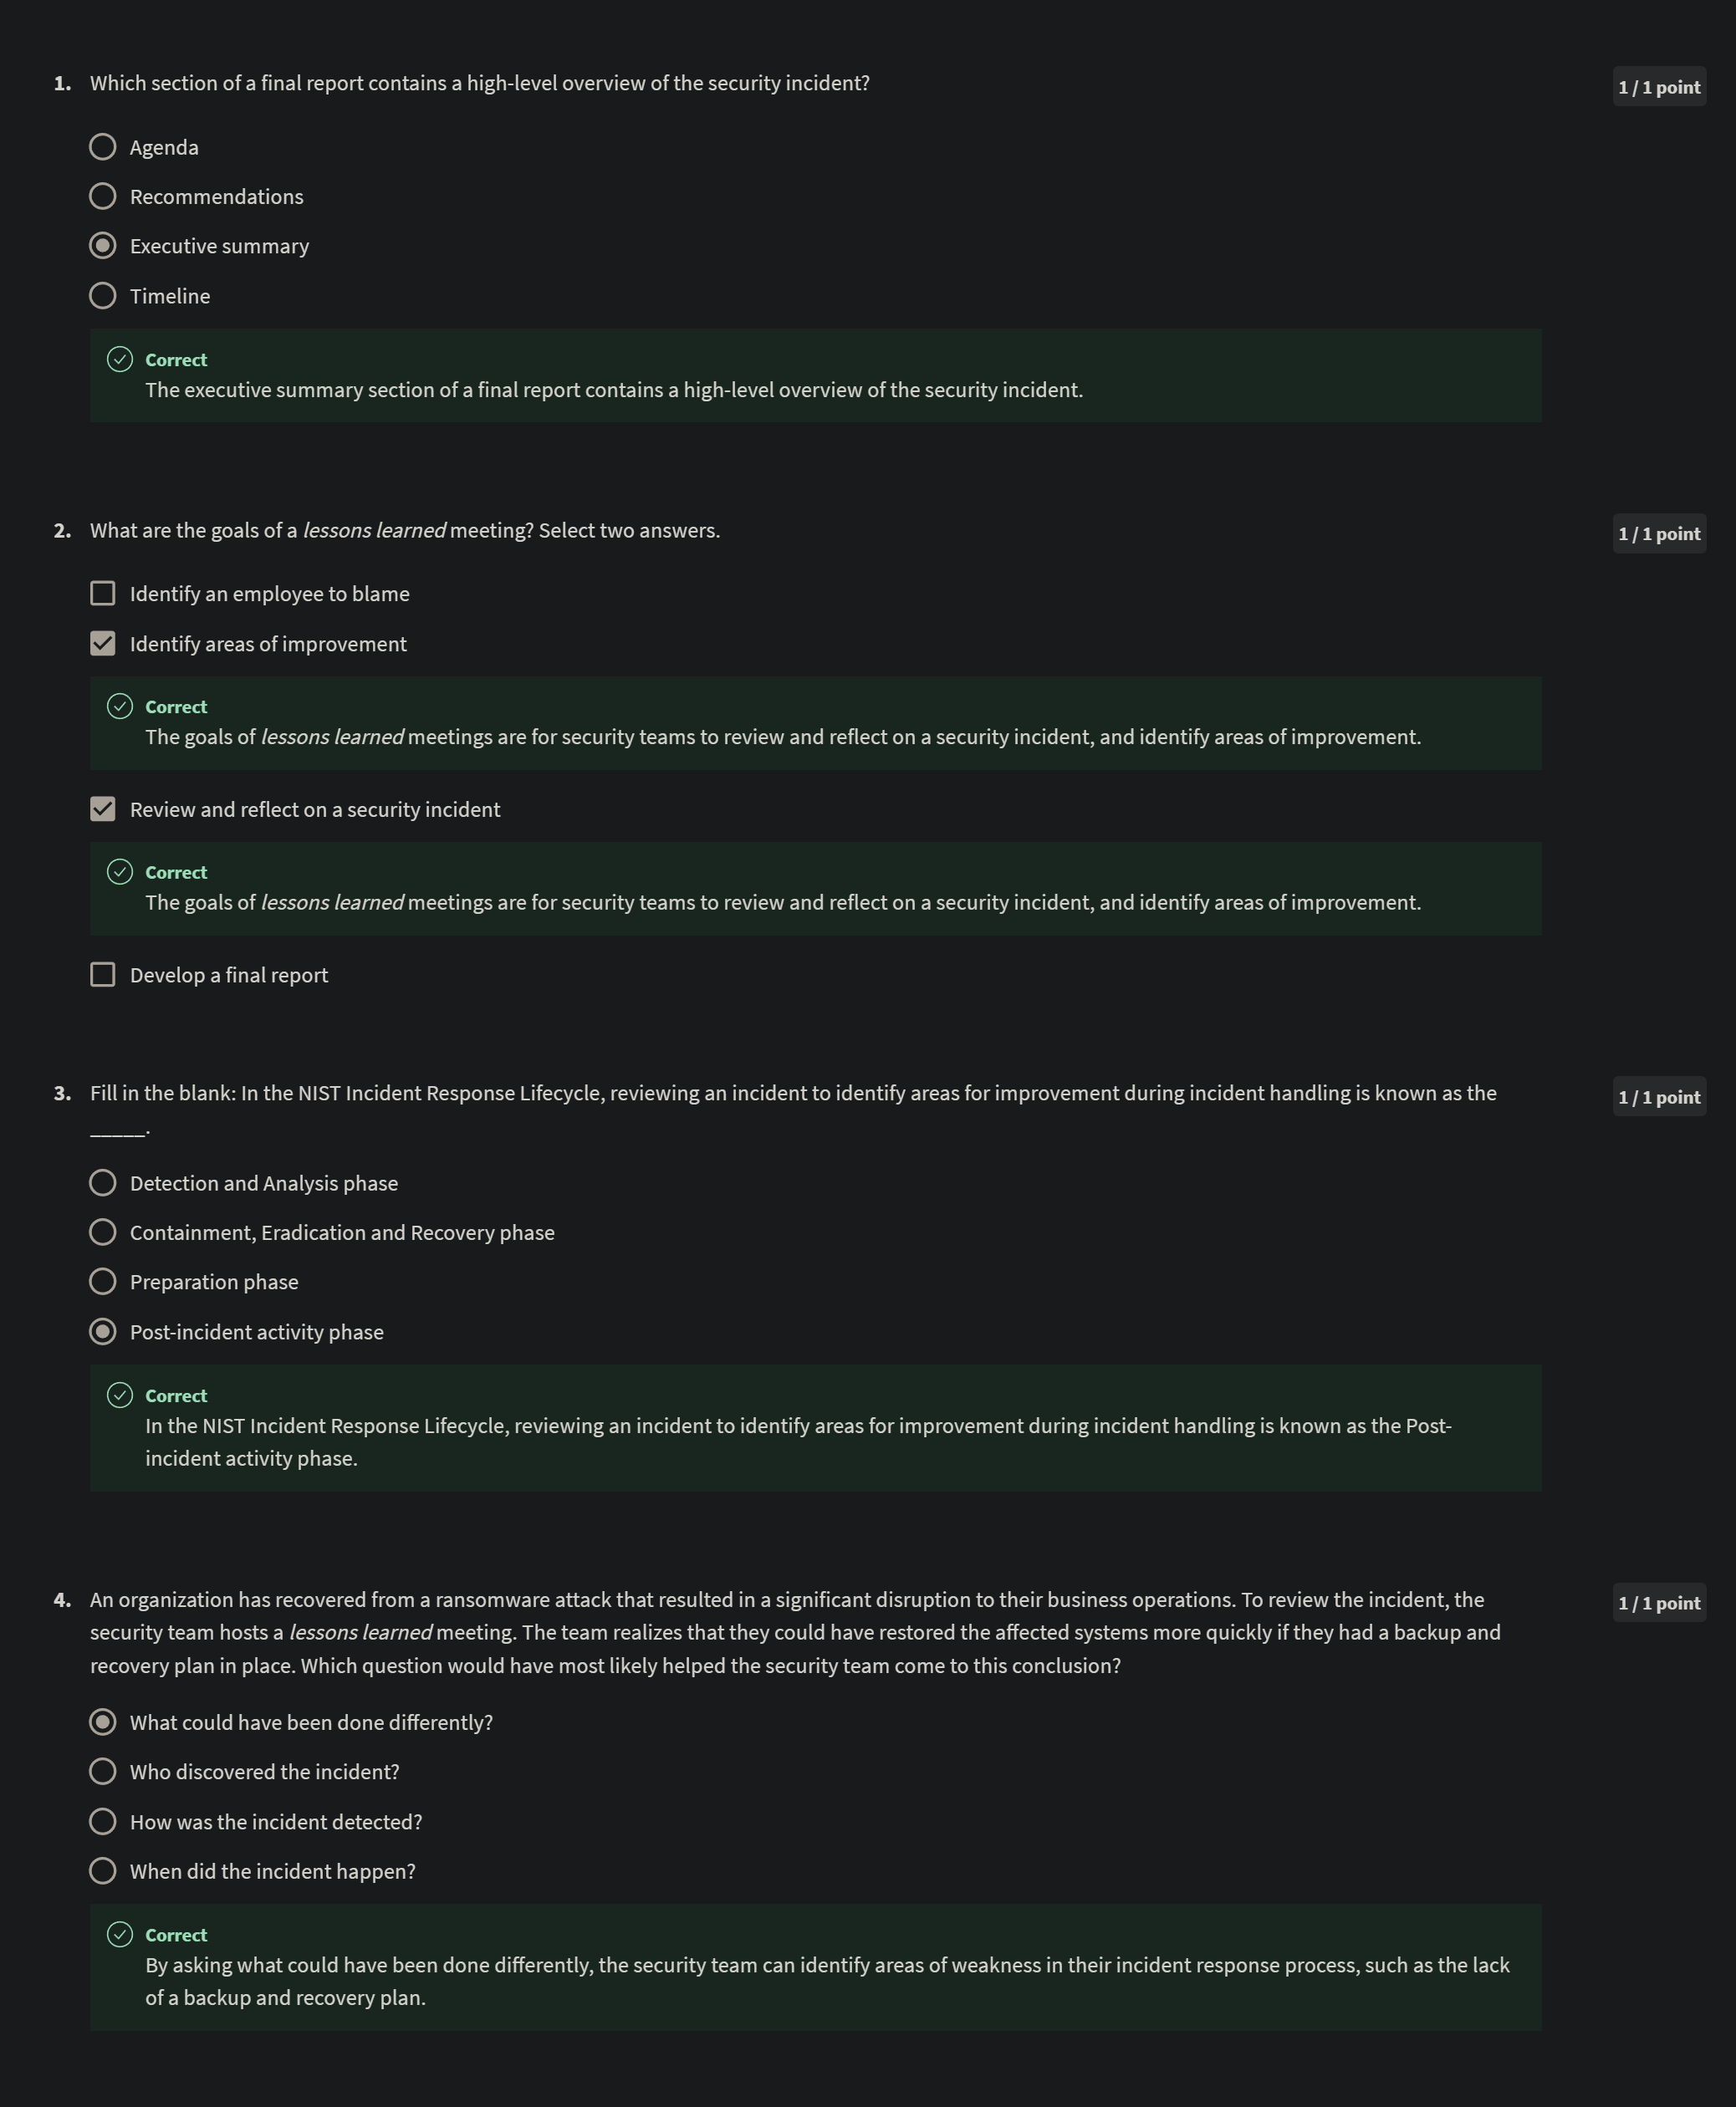 1. Which section of a final report contains a high-level overview of the security incident?
1 / 1 point
Agenda
Recommendations
Executive summary
Timeline
Correct
The executive summary section of a final report contains a high-level overview of the security incident.
2. What are the goals of a lessons learned meeting? Select two answers.
1 / 1 point
Identify an employee to blame
Identify areas of improvement
Correct
The goals of lessons learned meetings are for security teams to review and reflect on a security incident, and identify areas of improvement.
Review and reflect on a security incident
Correct
The goals of lessons learned meetings are for security teams to review and reflect on a security incident, and identify areas of improvement.
Develop a final report
3. Fill in the blank: In the NIST Incident Response Lifecycle, reviewing an incident to identify areas for improvement during incident handling is known as the
_____.
1 / 1 point
Detection and Analysis phase
Containment, Eradication and Recovery phase
Preparation phase
Post-incident activity phase
Correct
In the NIST Incident Response Lifecycle, reviewing an incident to identify areas for improvement during incident handling is known as the Post-
incident activity phase.
4. An organization has recovered from a ransomware attack that resulted in a significant disruption to their business operations. To review the incident, the
security team hosts a lessons learned meeting. The team realizes that they could have restored the affected systems more quickly if they had a backup and
recovery plan in place. Which question would have most likely helped the security team come to this conclusion?
1 / 1 point
What could have been done differently?
Who discovered the incident?
How was the incident detected?
When did the incident happen?
Correct
By asking what could have been done differently, the security team can identify areas of weakness in their incident response process, such as the lack
of a backup and recovery plan.